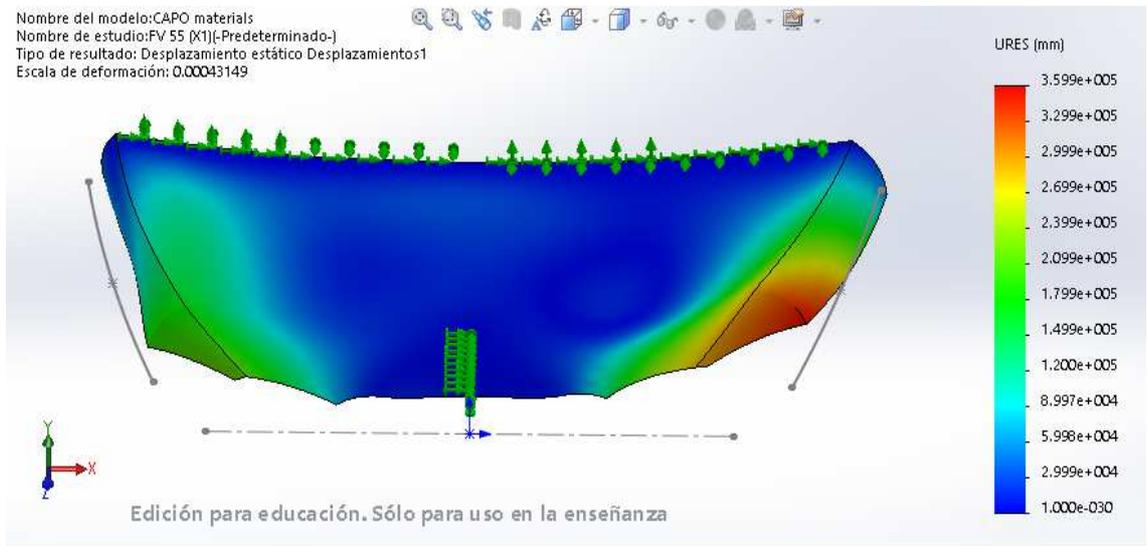 Nombre del modelo:CAPO materials
Nombre de estudio:FV 55 (X1)(-Predeterminado-)
Tipo de resultado: Desplazamiento estático Desplazamientos1
Escala de deformación: 0.00043149
URES (mm)
3.599e+005
3.299e+005
2.999e+005
2.699e+005
2.399e+005
2.099e+005
1.799e+005
1.499e+005
1.200e+005
8.997e+004
5.998e+004
2.999e+004
1.000e-030
Y
X
Z
Edición para educación. Sólo para uso en la enseñanza